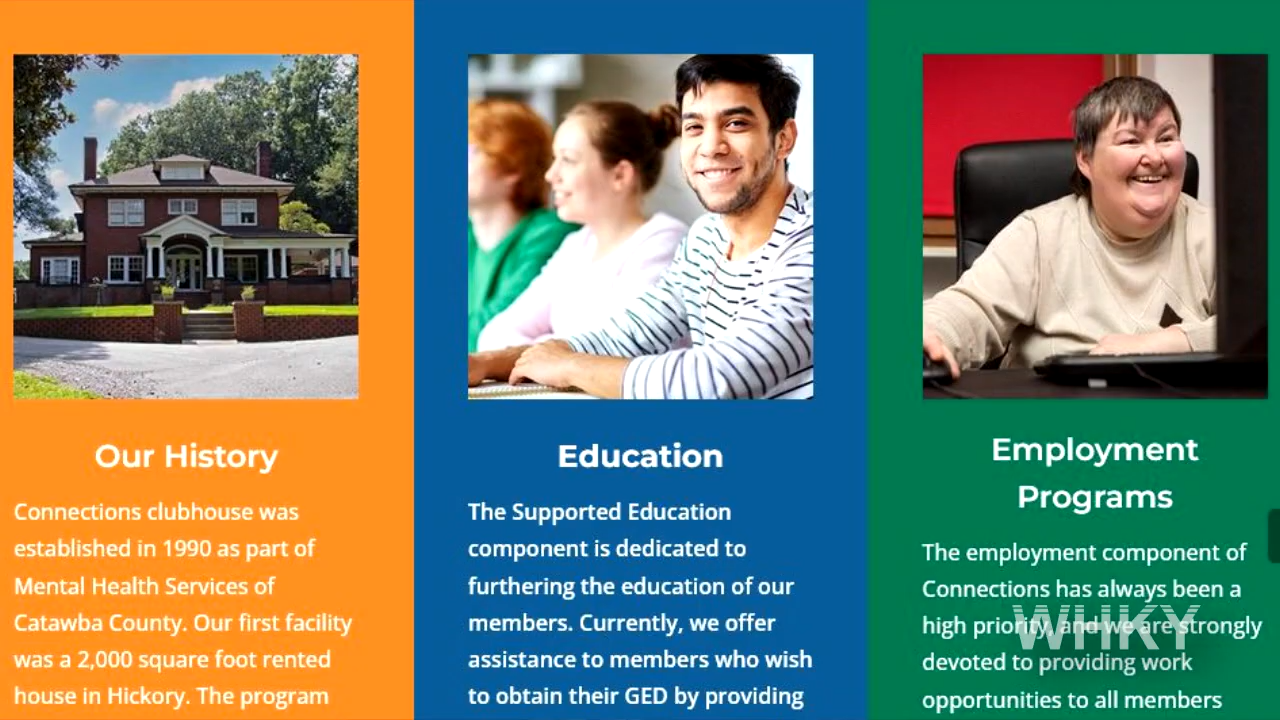 Our History
Connections clubhouse was
established in 1990 as part of
Mental Health Services of
Catawba County. Our first facility
was a 2,000 square foot rented
house in Hickory. The program
Education
The Supported Education
component is dedicated to
furthering the education of our
members. Currently, we offer
assistance to members who wish
to obtain their GED by providing
Employment
Programs
The employment component of
Connections has always been a
high priority, and we are strongly
devoted to providing work
opportunities to all members
WHKY